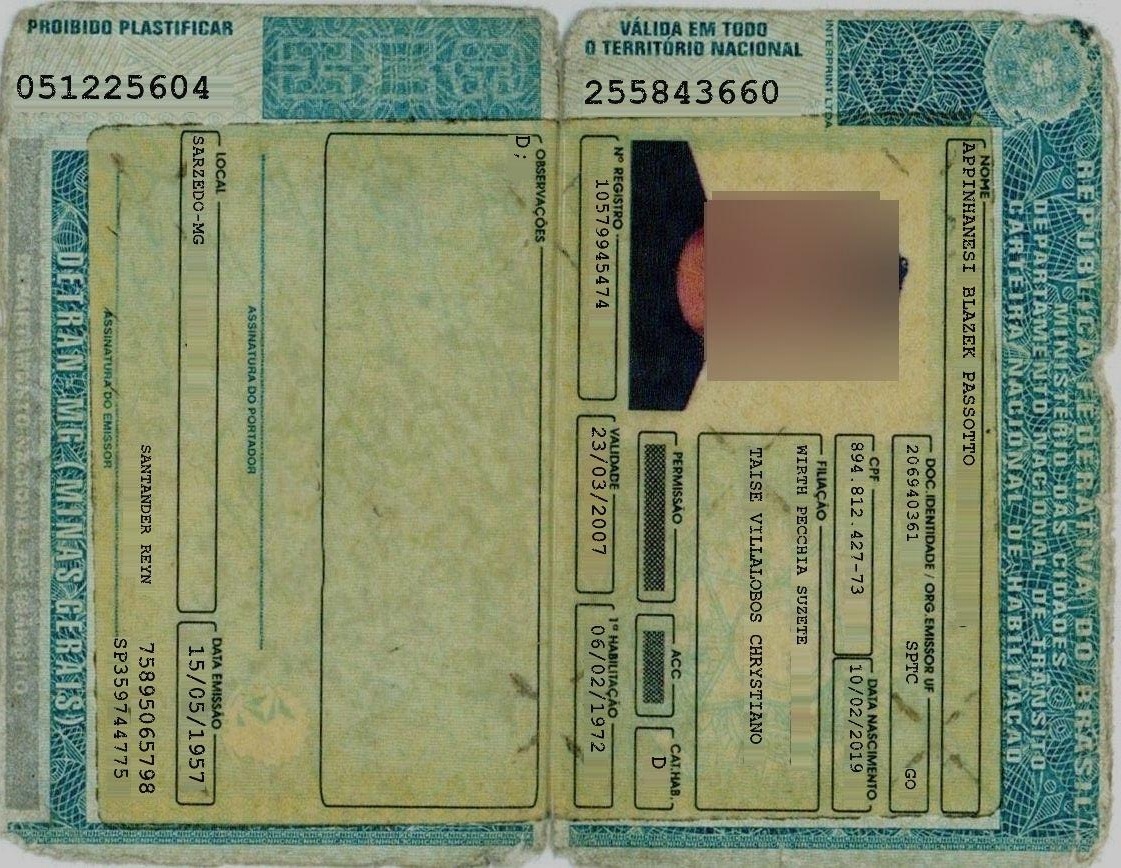 PROIBIDO PLASTIFICAR
051225604
VÁLIDA EM TODO
O TERRITÓRIO NACIONAL
255843660
INTERPRINT LTDA
REPÚBLICA FEDERATIVA DO BRASIL
MINISTÉRIO DAS CIDADES
DEPARTAMENTO NACIONAL DE TRÂNSITO
CARTEIRA NACIONAL DE HABILITAÇÃO
NOME
APPINHANESI BLAZEK PASSOTTO
DOC. IDENTIDADE / ORG. EMISSOR UF
206940361 SPTC GO
CPF
894.812.427-73
DATA NASCIMENTO
10/02/2019
FILIAÇÃO
WIRTH PECCHIA SUZETE
TAISE VILLALOBOS CHRYSTIANO
PERMISSÃO
ACC
CAT.HAB.
D
Nº REGISTRO
10579945474
VALIDADE
23/03/2007
1ª HABILITAÇÃO
06/02/1972
OBSERVAÇÕES
D;
ASSINATURA DO PORTADOR
LOCAL
SARZEDO-MG
DATA EMISSÃO
15/05/1957
SANTANDER REYN
75895065798
SP359744775
ASSINATURA DO EMISSOR
DETRAN MG (MINAS GERAIS)